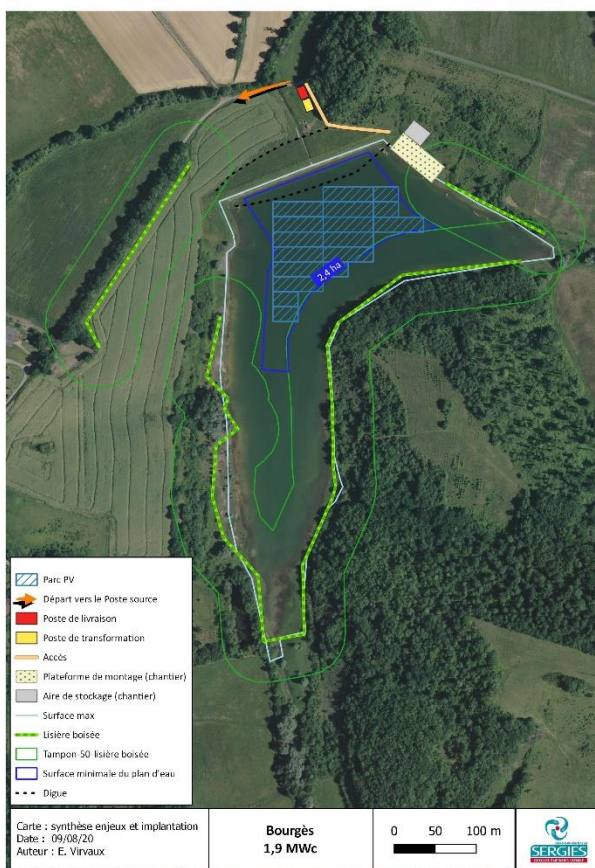 2,4 ha
Parc PV
Départ vers le Poste source
Poste de livraison
Poste de transformation
Accès
Plateforme de montage (chantier)
Aire de stockage (chantier)
Surface max
Lisière boisée
Tampon-50-lisière boisée
Surface minimale du plan d'eau
Digue
Carte : synthèse enjeux et implantation
Date : 09/08/20
Auteur : E. Virvaux
Bourgès
1,9 MWc
0 50 100 m
SERGIES